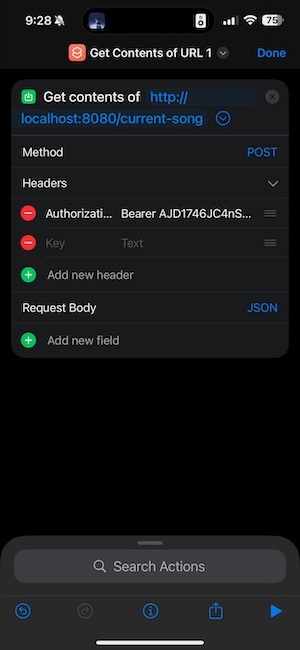 9:28
75
Get Contents of URL 1
Done
Get contents of http://
localhost:8080/current-song
Method POST
Headers
Authorizati... Bearer AJD1746JC4nS...
Key Text
Add new header
Request Body JSON
Add new field
Search Actions